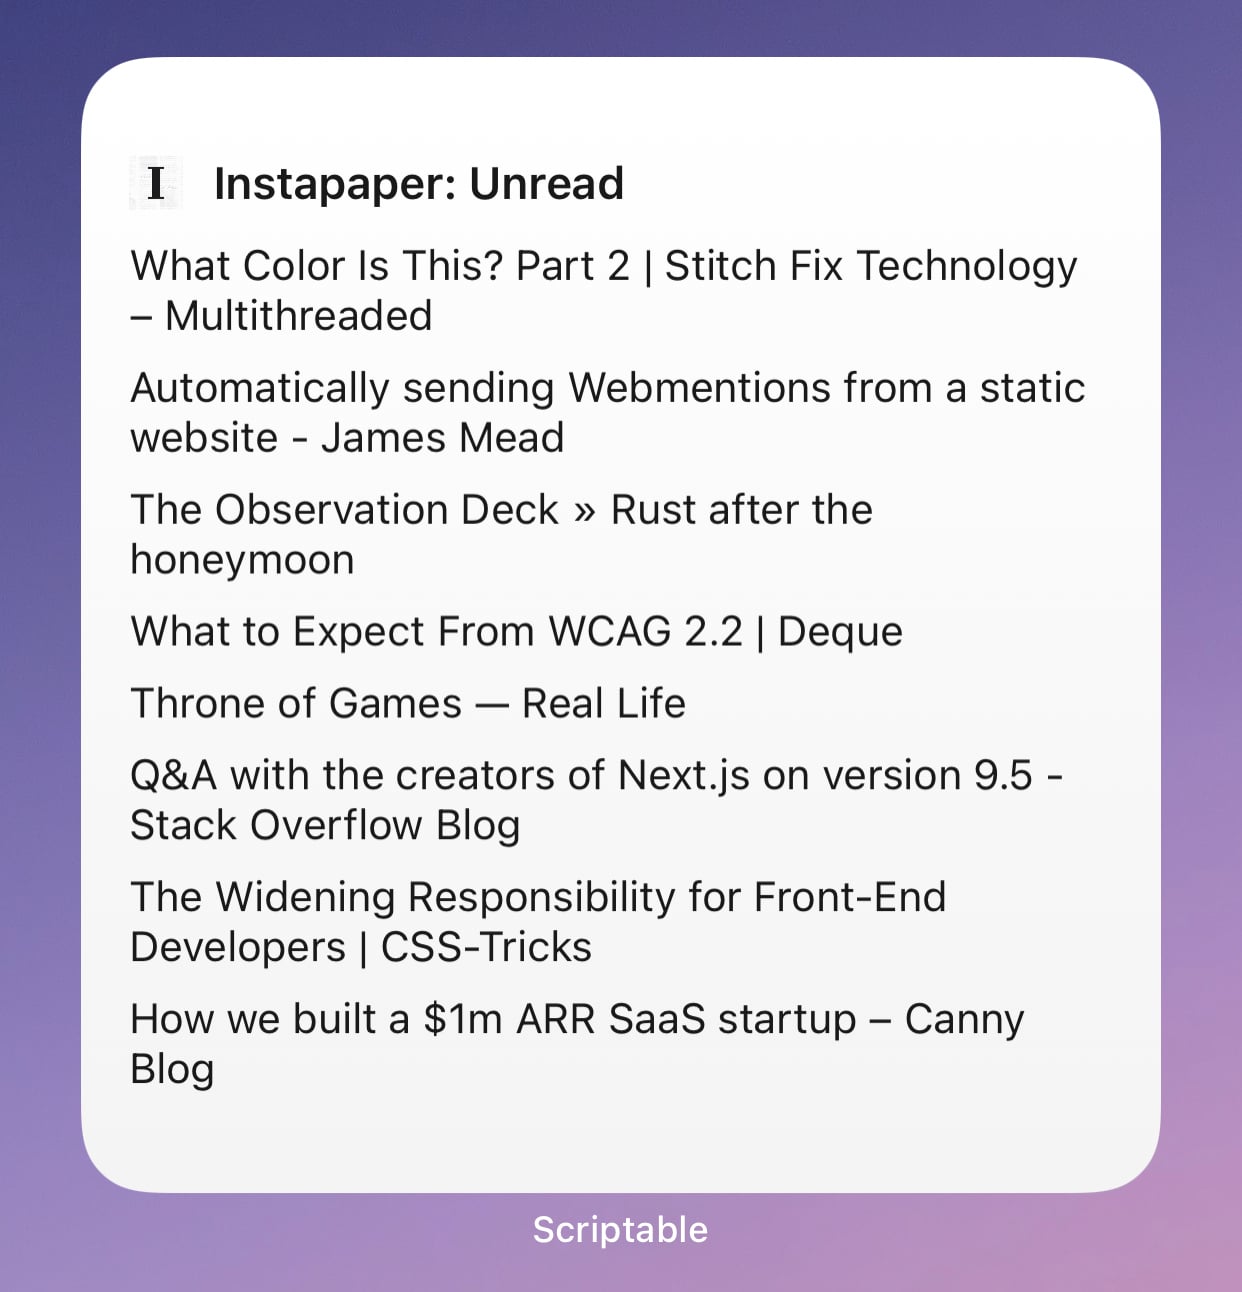 I Instapaper: Unread
What Color Is This? Part 2 | Stitch Fix Technology
– Multithreaded
Automatically sending Webmentions from a static
website - James Mead
The Observation Deck » Rust after the
honeymoon
What to Expect From WCAG 2.2 | Deque
Throne of Games — Real Life
Q&A with the creators of Next.js on version 9.5 -
Stack Overflow Blog
The Widening Responsibility for Front-End
Developers | CSS-Tricks
How we built a $1m ARR SaaS startup – Canny
Blog
Scriptable